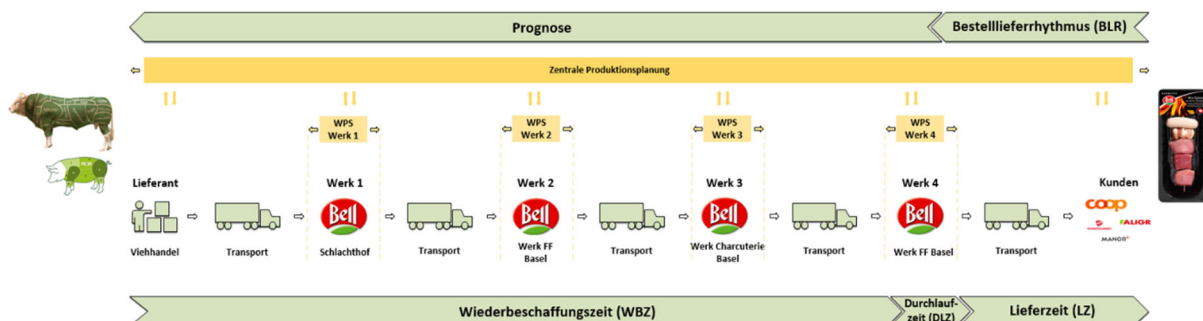 Prognose
Bestelllieferrhythmus (BLR)
Zentrale Produktionsplanung
WPS
Werk 1
WPS
Werk 2
WPS
Werk 3
WPS
Werk 4
Lieferant
Werk 1
Werk 2
Werk 3
Werk 4
Kunden
Bell
Bell
Bell
Bell
coop
ALIGR
MANOR
Viehhandel
Transport
Schlachthof
Transport
Werk FF
Basel
Transport
Werk Charcuterie
Basel
Transport
Werk FF Basel
Transport
Wiederbeschaffungszeit (WBZ)
Durchlauf-
zeit (DLZ)
Lieferzeit (LZ)